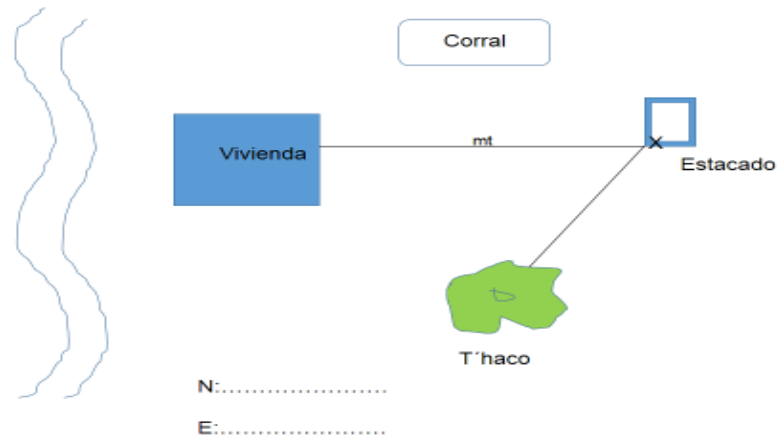 Corral
Vivienda
mt
Estacado
T´haco
N:......................
E:......................